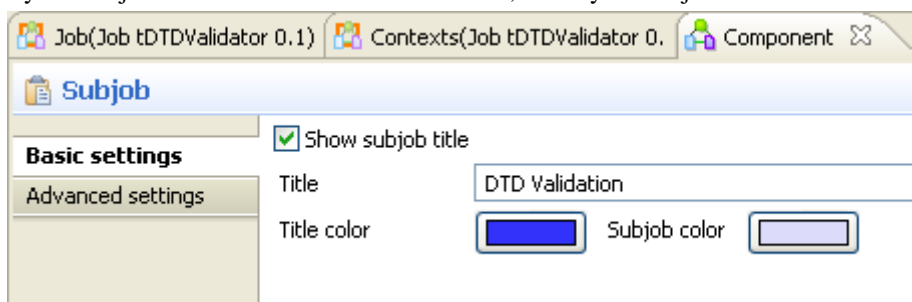 Job(Job tDTDValidator 0.1) Contexts(Job tDTDValidator 0. Component
Subjob
Basic settings
Advanced settings
Show subjob title
Title DTD Validation
Title color Subjob color